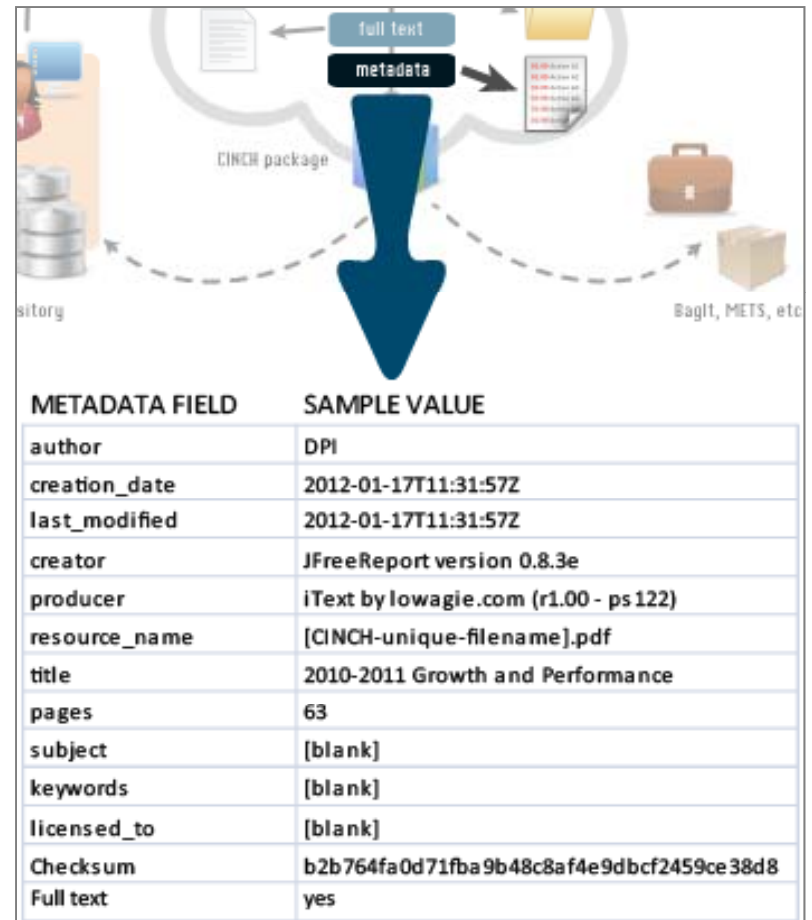 full text
metadata
CINCH package
sitory
BagIt, METS, etc
METADATA FIELD SAMPLE VALUE
author DPI
creation_date 2012-01-17T11:31:57Z
last_modified 2012-01-17T11:31:57Z
creator JFreeReport version 0.8.3e
producer iText by lowagie.com (r1.00 - ps122)
resource_name [CINCH-unique-filename].pdf
title 2010-2011 Growth and Performance
pages 63
subject [blank]
keywords [blank]
licensed_to [blank]
Checksum b2b764fa0d71fba9b48c8af4e9dbcf2459ce38d8
Full text yes